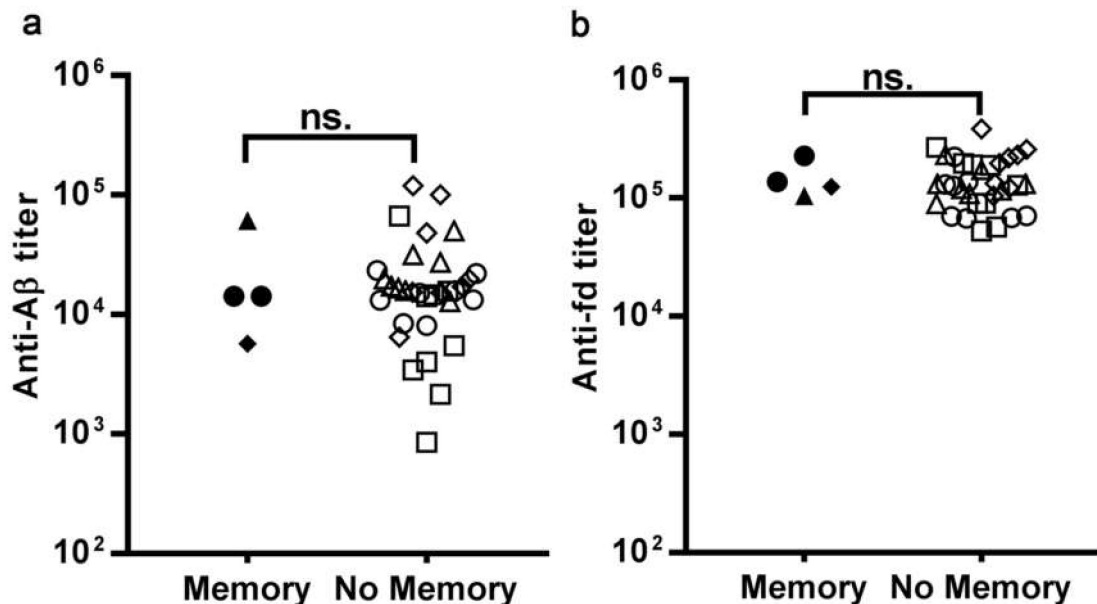 a
Anti-Aβ titer
10⁶
10⁵
10⁴
10³
10²
ns.
Memory No Memory
b
Anti-fd titer
10⁶
10⁵
10⁴
10³
10²
ns.
Memory No Memory